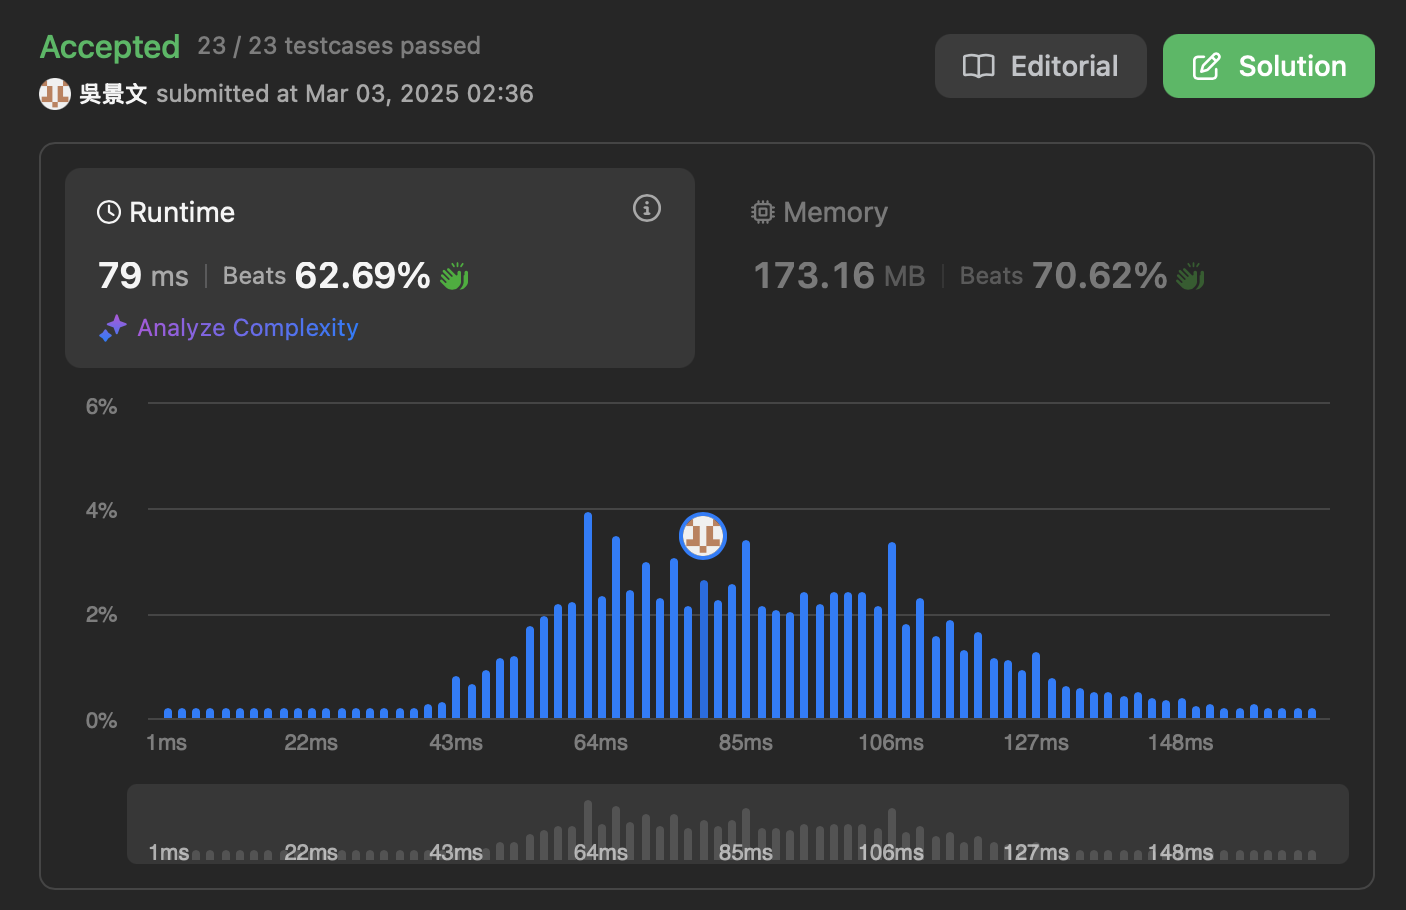 Accepted 23 / 23 testcases passed
吳景文 submitted at Mar 03, 2025 02:36
Editorial
Solution
Runtime
79 ms | Beats 62.69%
Analyze Complexity
Memory
173.16 MB | Beats 70.62%
6%
4%
2%
0%
1ms 22ms 43ms 64ms 85ms 106ms 127ms 148ms
1ms 22ms 43ms 64ms 85ms 106ms 127ms 148ms